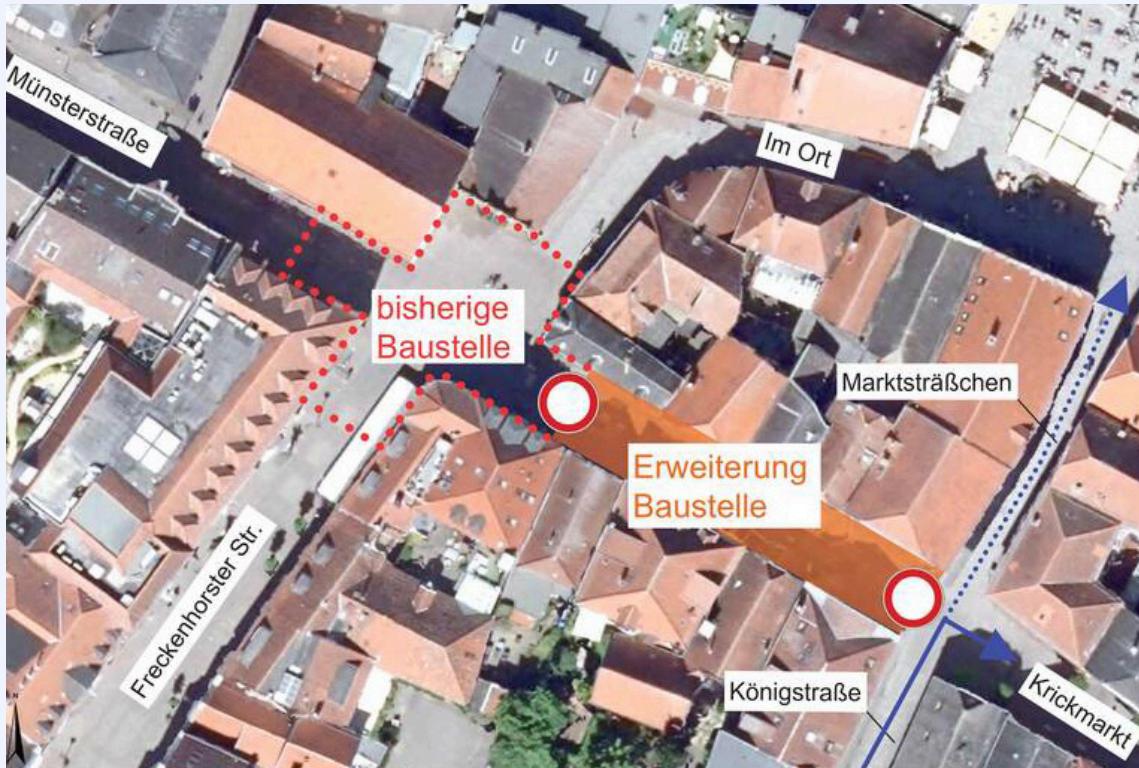 Münsterstraße
Im Ort
bisherige
Baustelle
Marktsträßchen
Erweiterung
Baustelle
Freckenhorster Str.
Königstraße
Krickmarkt
N